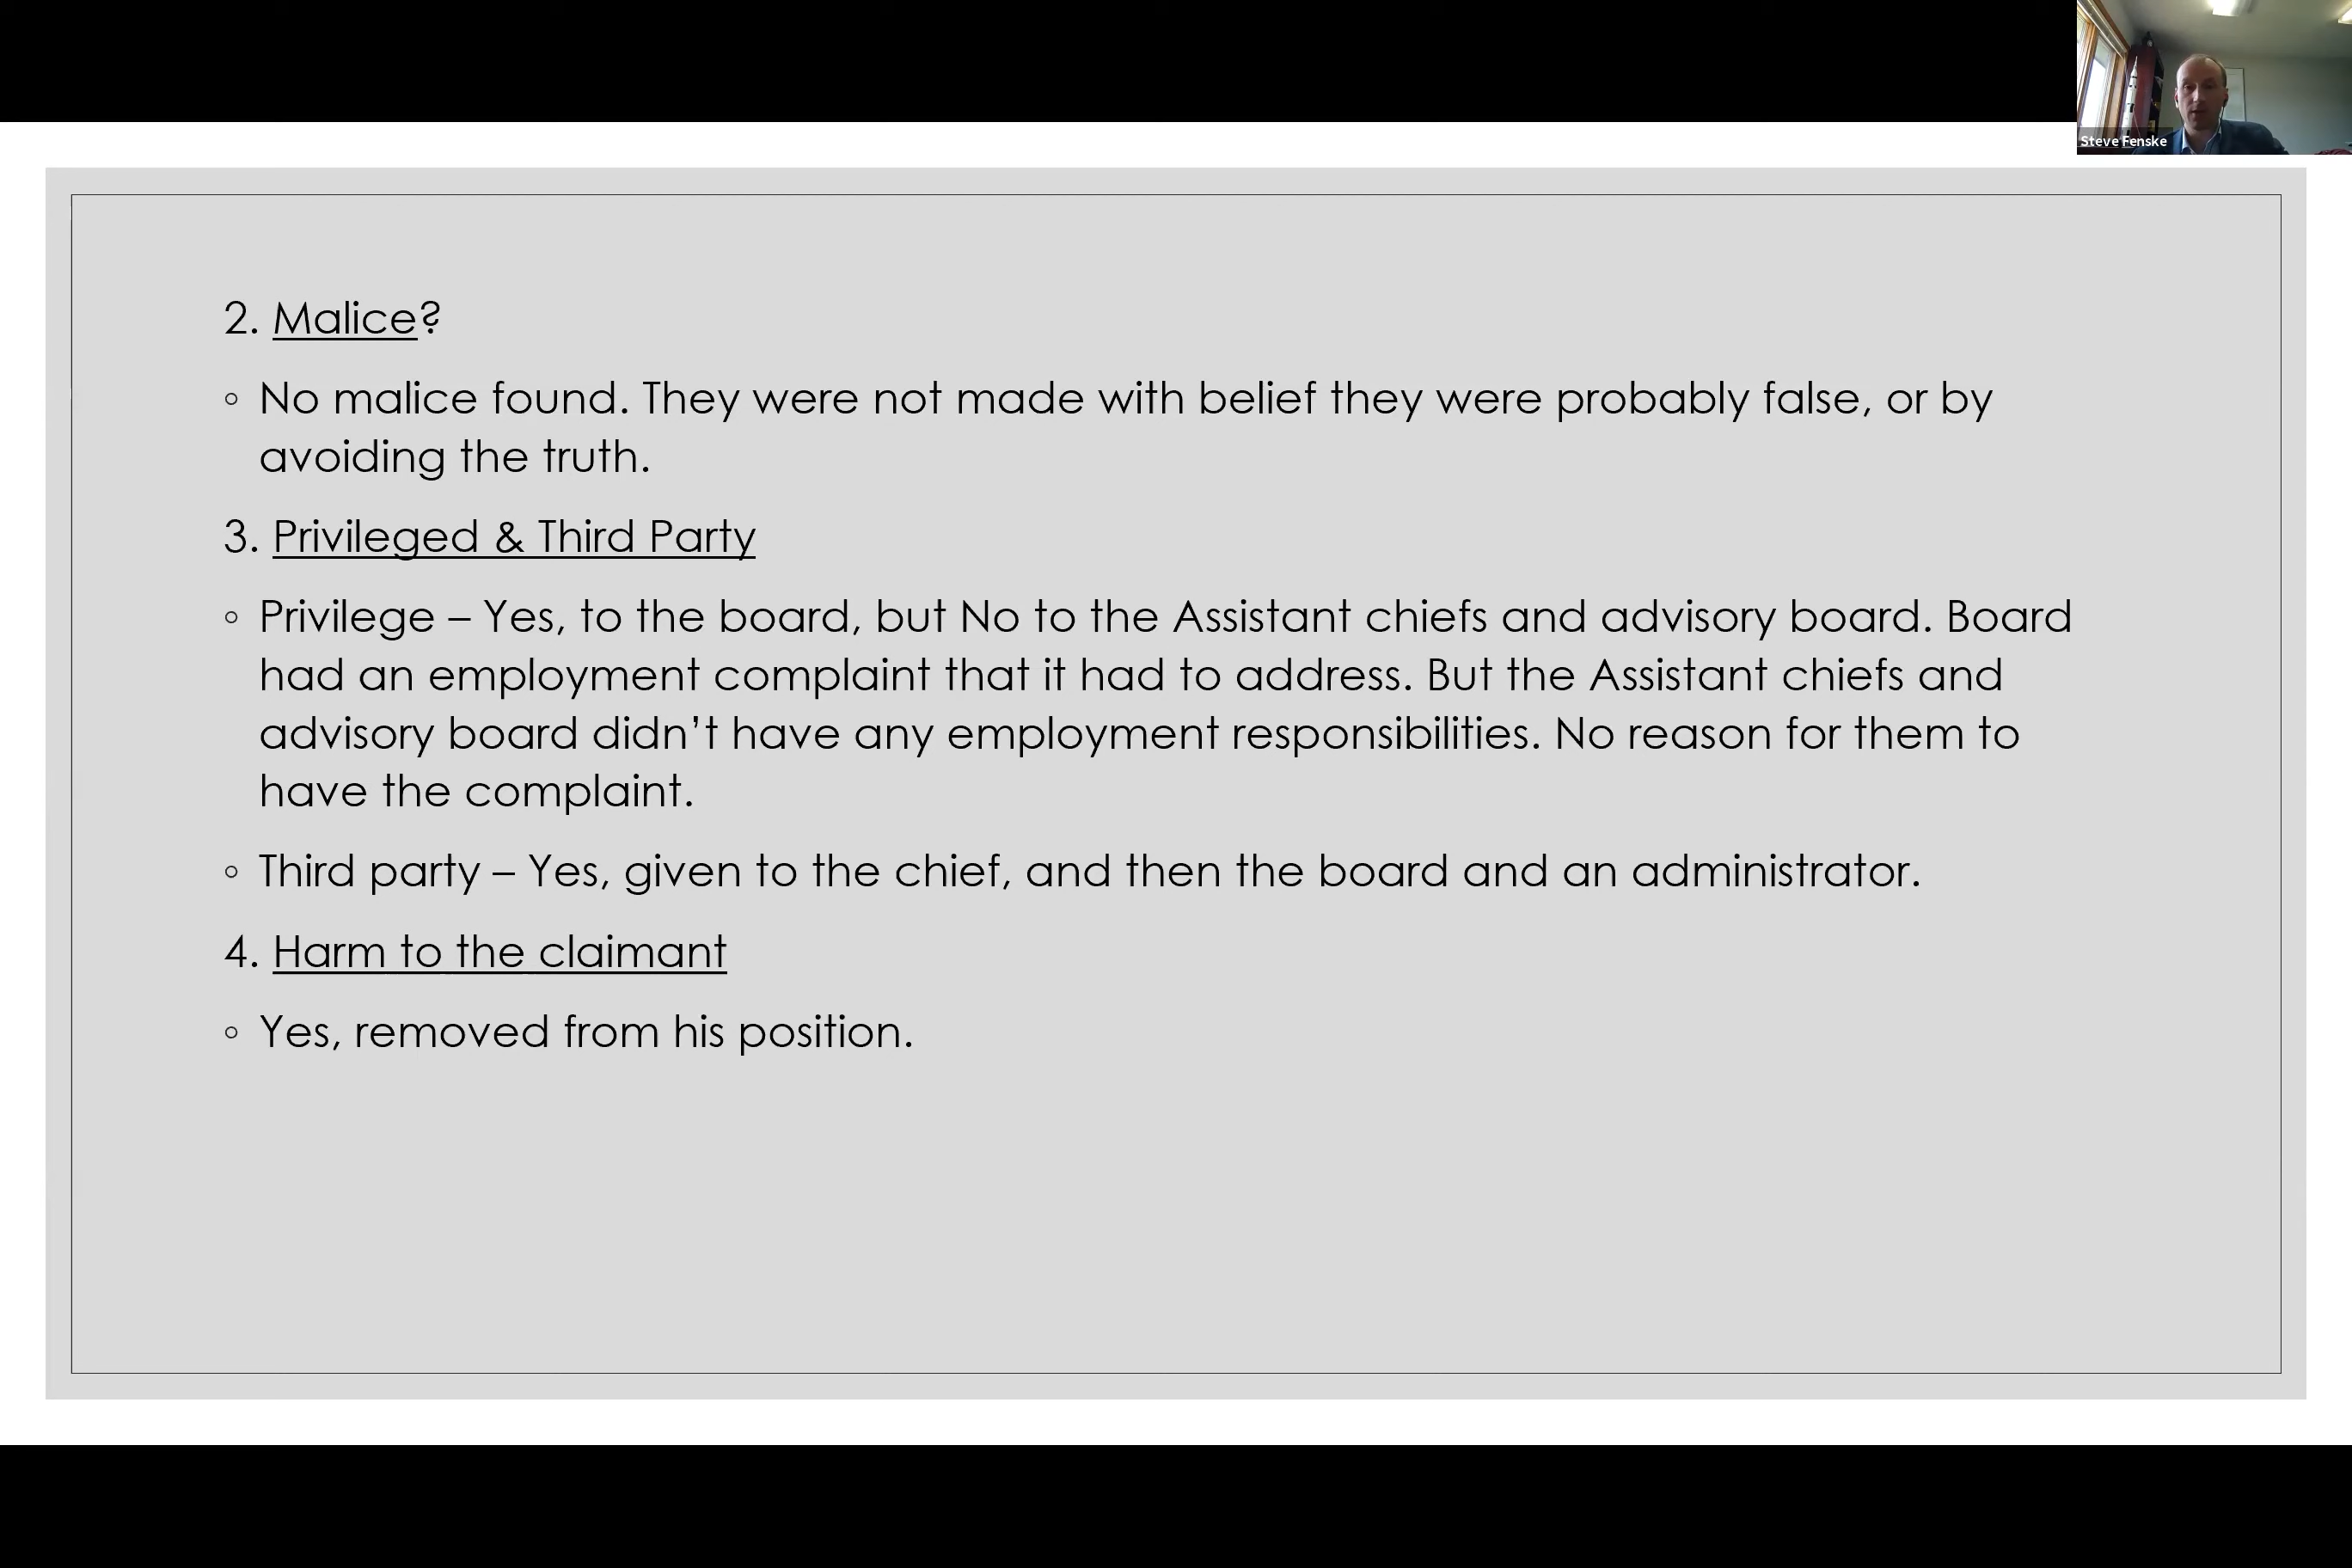 Steve Fenske
2. Malice?
◦ No malice found. They were not made with belief they were probably false, or by
avoiding the truth.
3. Privileged & Third Party
◦ Privilege – Yes, to the board, but No to the Assistant chiefs and advisory board. Board
had an employment complaint that it had to address. But the Assistant chiefs and
advisory board didn’t have any employment responsibilities. No reason for them to
have the complaint.
◦ Third party – Yes, given to the chief, and then the board and an administrator.
4. Harm to the claimant
◦ Yes, removed from his position.